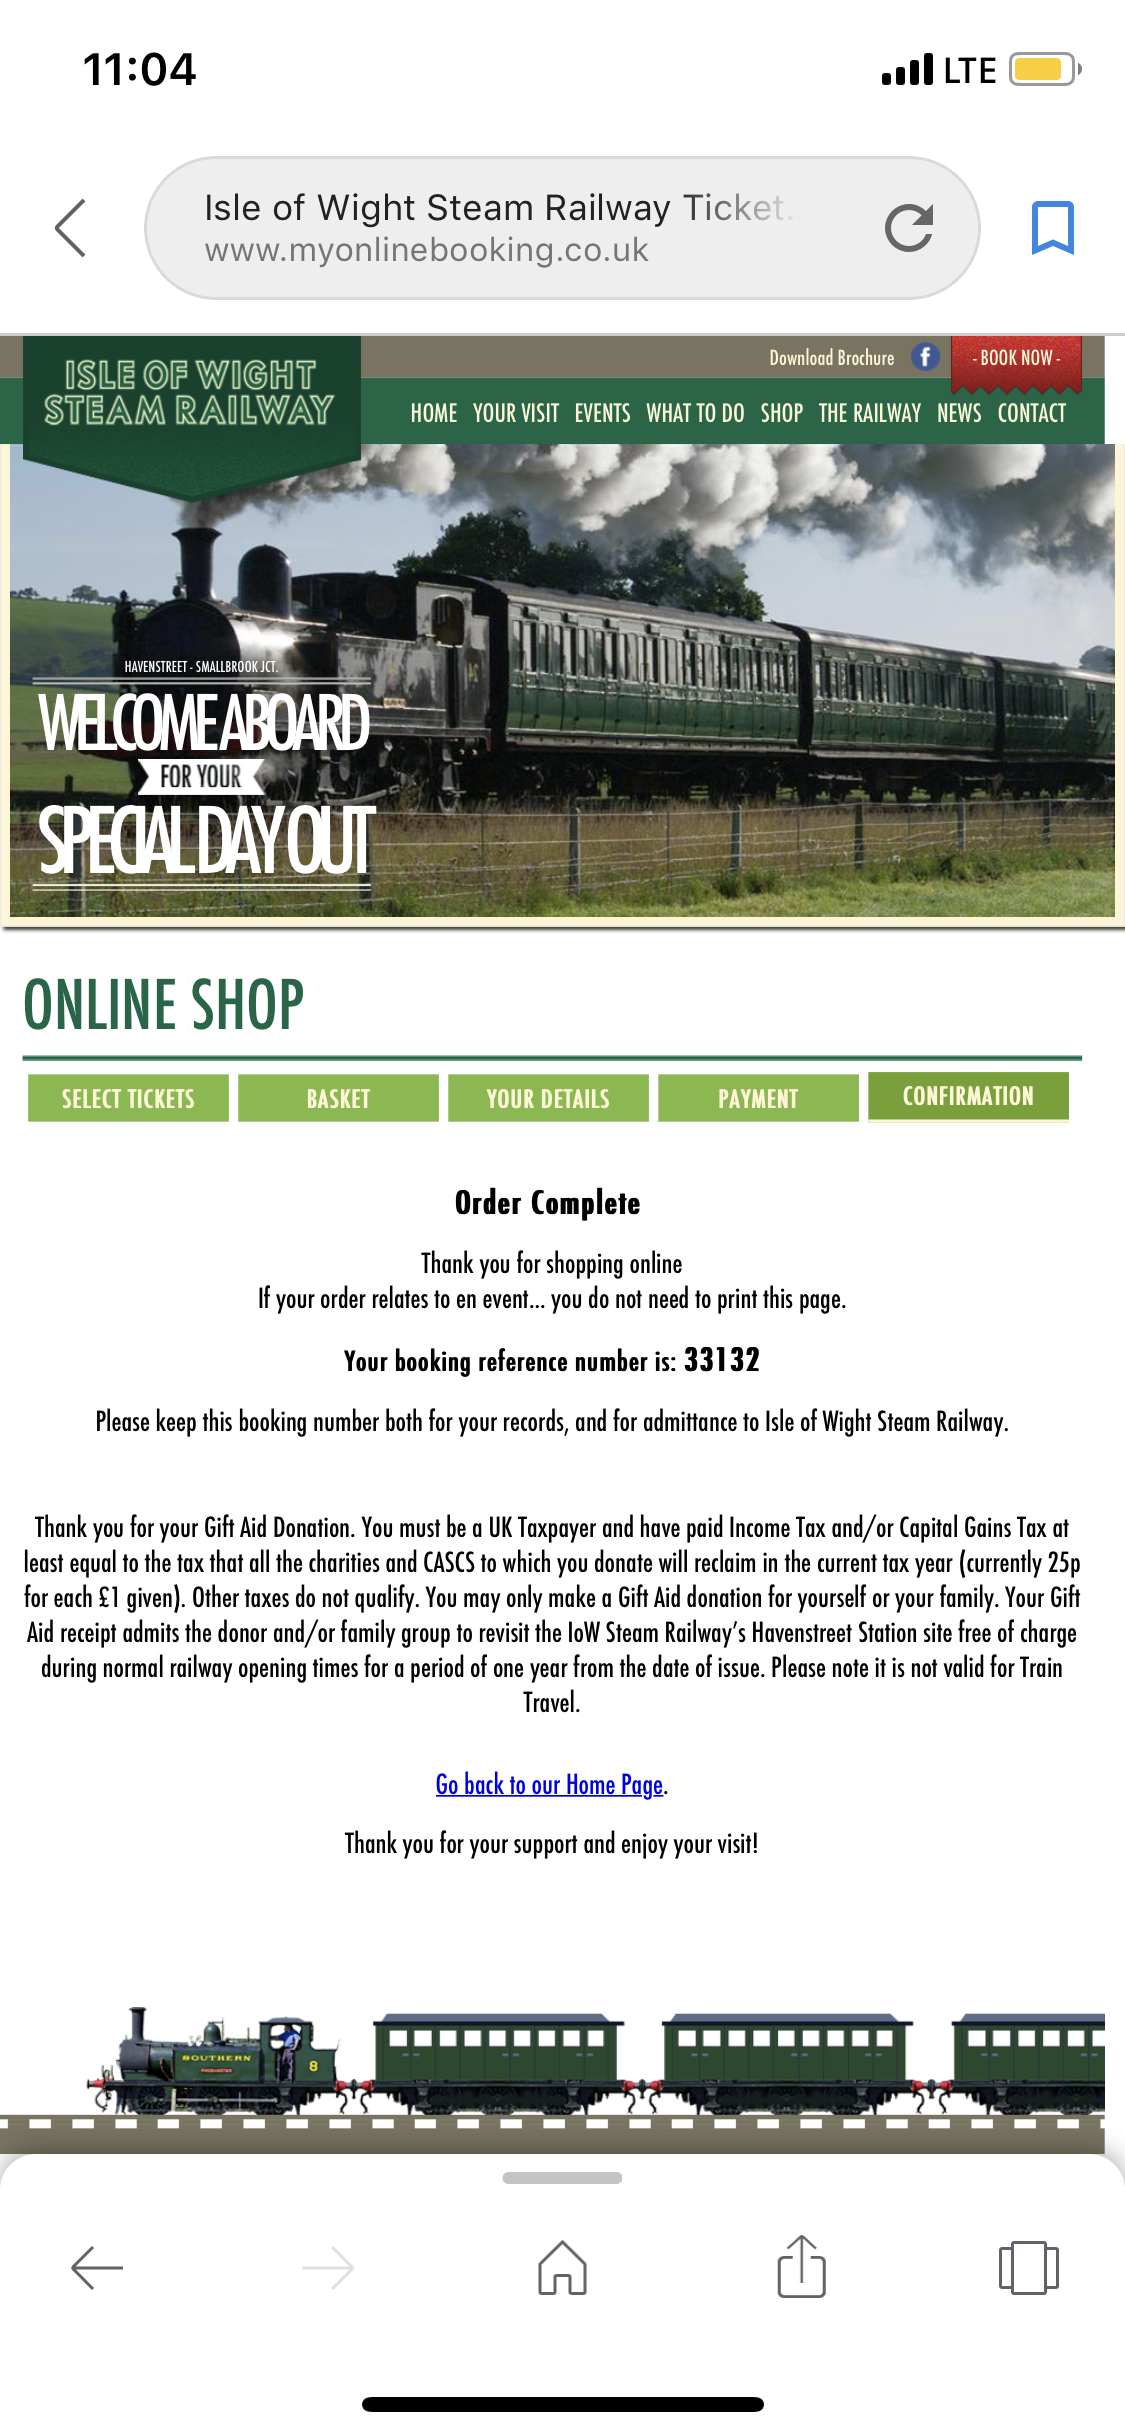 11:04
LTE
Isle of Wight Steam Railway Ticket...
www.myonlinebooking.co.uk
ISLE OF WIGHT
STEAM RAILWAY
Download Brochure
f
- BOOK NOW -
HOME YOUR VISIT EVENTS WHAT TO DO SHOP THE RAILWAY NEWS CONTACT
HAVENSTREET - SMALLBROOK JCT.
WELCOME ABOARD
FOR YOUR
SPECIAL DAY OUT
ONLINE SHOP
SELECT TICKETS
BASKET
YOUR DETAILS
PAYMENT
CONFIRMATION
Order Complete
Thank you for shopping online
If your order relates to en event... you do not need to print this page.
Your booking reference number is: 33132
Please keep this booking number both for your records, and for admittance to Isle of Wight Steam Railway.
Thank you for your Gift Aid Donation. You must be a UK Taxpayer and have paid Income Tax and/or Capital Gains Tax at
least equal to the tax that all the charities and CASCS to which you donate will reclaim in the current tax year (currently 25p
for each £1 given). Other taxes do not qualify. You may only make a Gift Aid donation for yourself or your family. Your Gift
Aid receipt admits the donor and/or family group to revisit the IoW Steam Railway's Havenstreet Station site free of charge
during normal railway opening times for a period of one year from the date of issue. Please note it is not valid for Train
Travel.
Go back to our Home Page.
Thank you for your support and enjoy your visit!
SOUTHERN
8